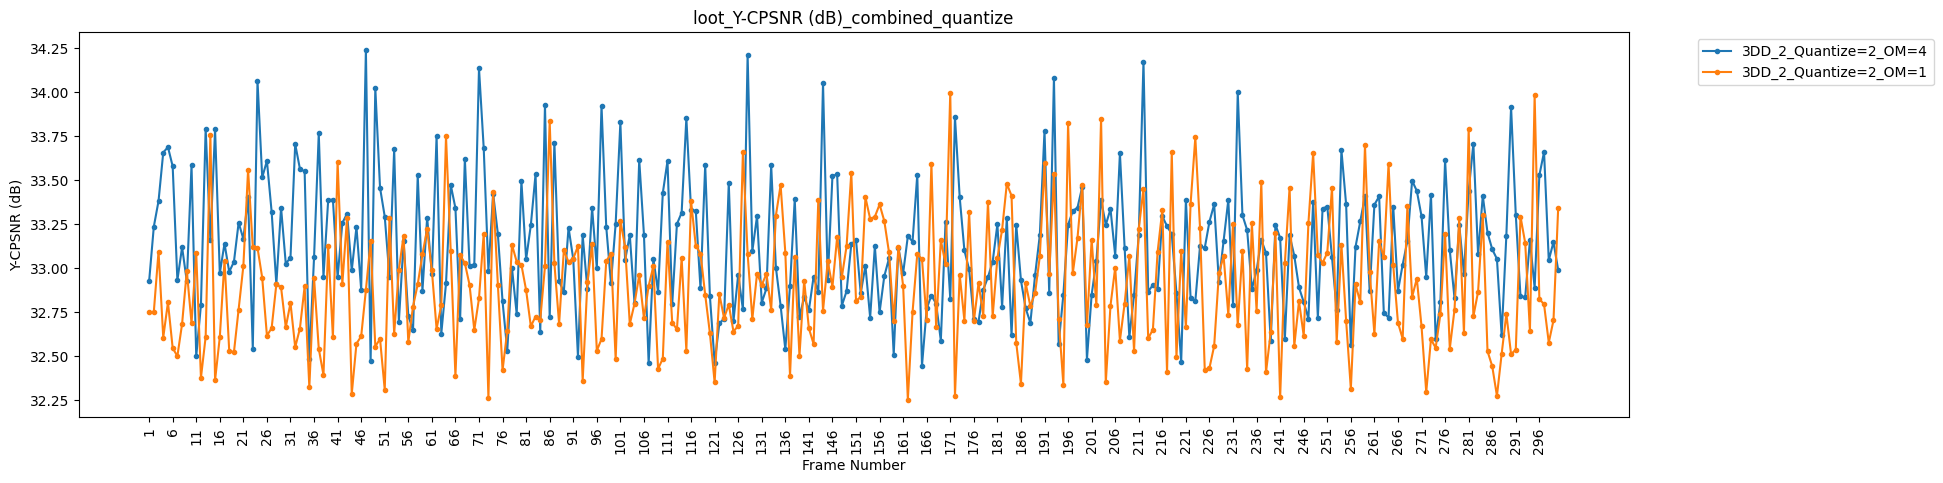 loot_Y-CPSNR (dB)_combined_quantize
34.25
34.00
33.75
33.50
33.25
33.00
32.75
32.50
32.25
Y-CPSNR (dB)
1 6 11 16 21 26 31 36 41 46 51 56 61 66 71 76 81 86 91 96 101 106 111 116 121 126 131 136 141 146 151 156 161 166 171 176 181 186 191 196 201 206 211 216 221 226 231 236 241 246 251 256 261 266 271 276 281 286 291 296
Frame Number
3DD_2_Quantize=2_OM=4
3DD_2_Quantize=2_OM=1